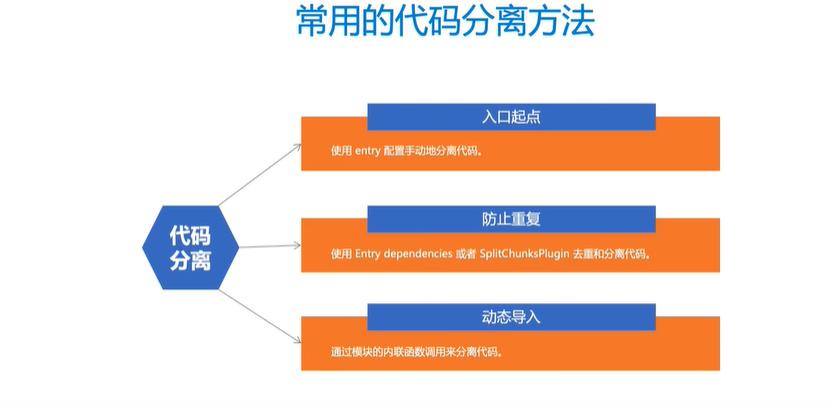 常用的代码分离方法
入口起点
使用 entry 配置手动地分离代码。
代码
分离
防止重复
使用 Entry dependencies 或者 SplitChunksPlugin 去重和分离代码。
动态导入
通过模块的内联函数调用来分离代码。